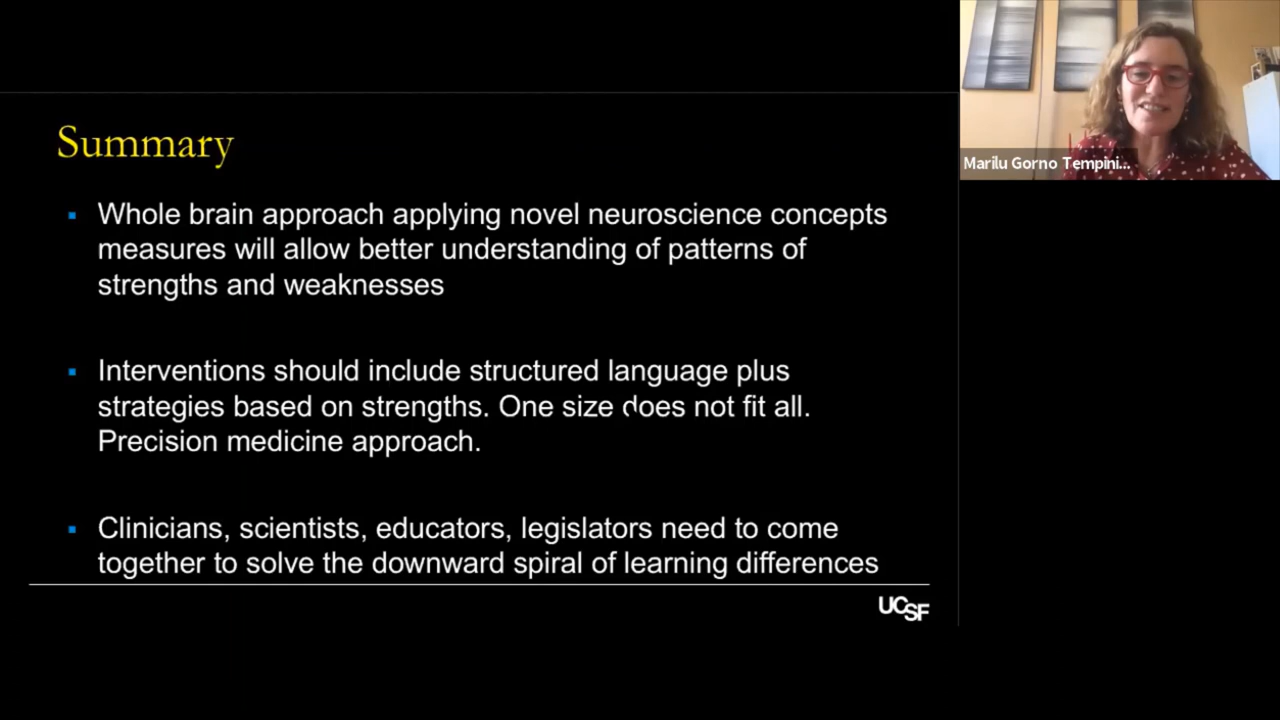 Summary
Whole brain approach applying novel neuroscience concepts
measures will allow better understanding of patterns of
strengths and weaknesses
Interventions should include structured language plus
strategies based on strengths. One size does not fit all.
Precision medicine approach.
Clinicians, scientists, educators, legislators need to come
together to solve the downward spiral of learning differences
UCSF
Marilu Gorno Tempini...